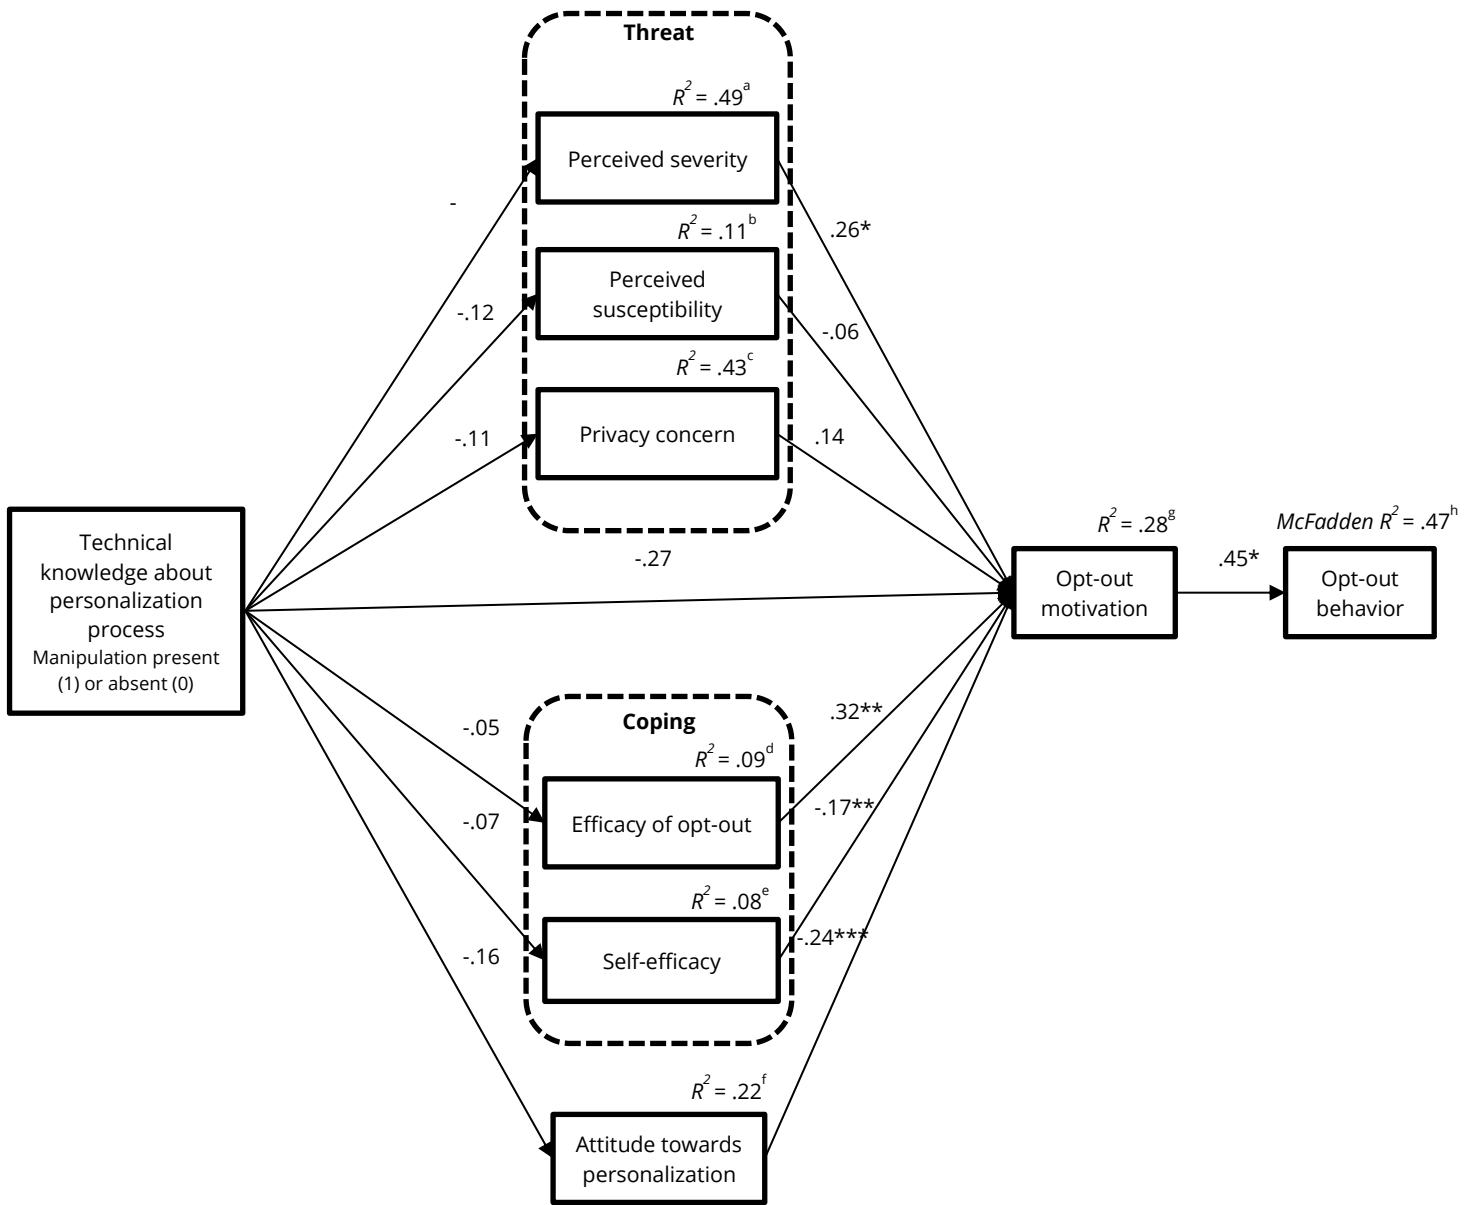 Threat
R² = .49ᵃ
Perceived severity
-
.26*
R² = .11ᵇ
Perceived
susceptibility
-.12
-.06
R² = .43ᶜ
Privacy concern
-.11
.14
Technical
knowledge about
personalization
process
Manipulation present
(1) or absent (0)
-.27
R² = .28ᵍ
Opt-out
motivation
.45*
McFadden R² = .47ʰ
Opt-out
behavior
Coping
-.05
.32**
R² = .09ᵈ
Efficacy of opt-out
-.07
-.17**
R² = .08ᵉ
Self-efficacy
-.16
-.24***
R² = .22ᶠ
Attitude towards
personalization